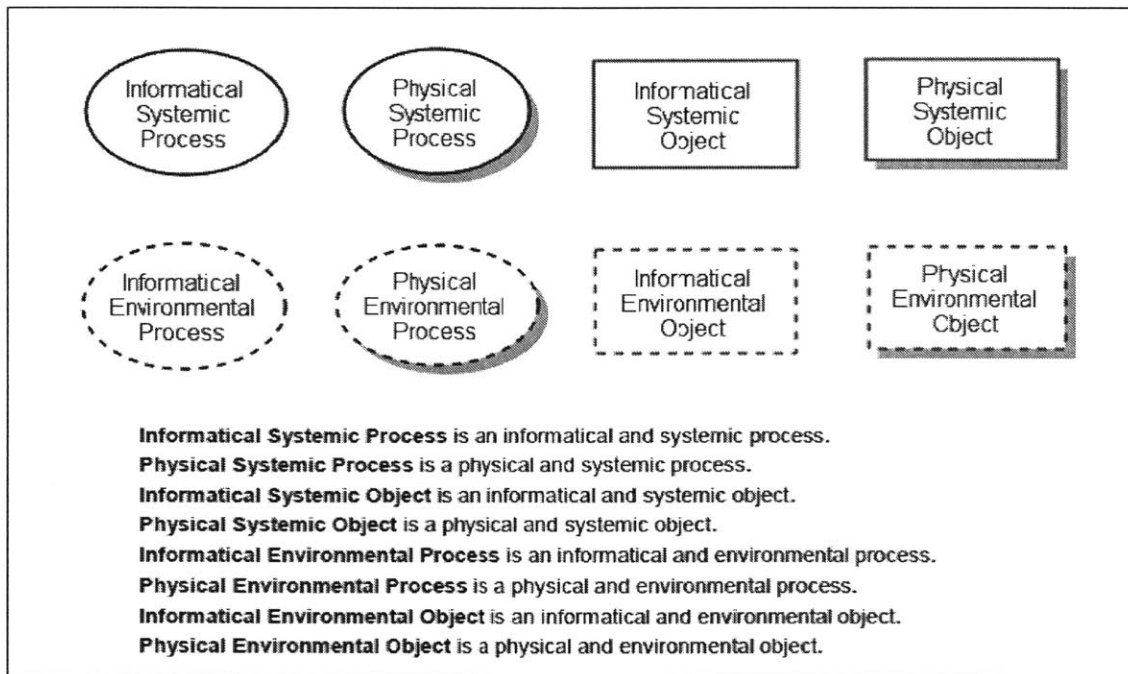 Informatical
Systemic
Process
Physical
Systemic
Process
Informatical
Systemic
Object
Physical
Systemic
Object
Informatical
Environmental
Process
Physical
Environmental
Process
Informatical
Environmental
Object
Physical
Environmental
Object
Informatical Systemic Process is an informatical and systemic process.
Physical Systemic Process is a physical and systemic process.
Informatical Systemic Object is an informatical and systemic object.
Physical Systemic Object is a physical and systemic object.
Informatical Environmental Process is an informatical and environmental process.
Physical Environmental Process is a physical and environmental process.
Informatical Environmental Object is an informatical and environmental object.
Physical Environmental Object is a physical and environmental object.